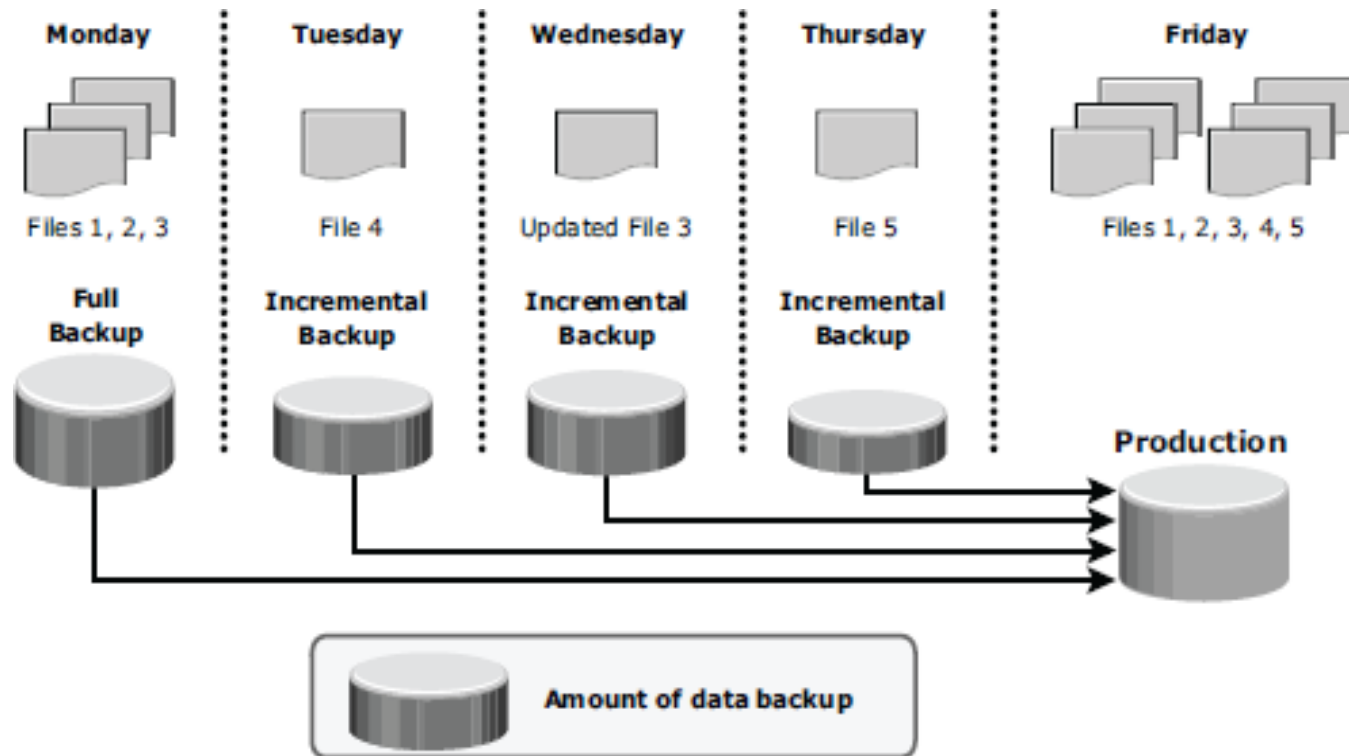 Monday
Tuesday
Wednesday
Thursday
Friday
Files 1, 2, 3
File 4
Updated File 3
File 5
Files 1, 2, 3, 4, 5
Full
Backup
Incremental
Backup
Incremental
Backup
Incremental
Backup
Production
Amount of data backup